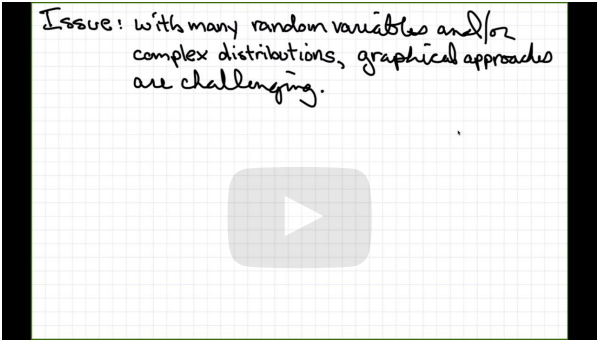 Issue: with many random variables and/or
complex distributions, graphical approaches
are challenging.